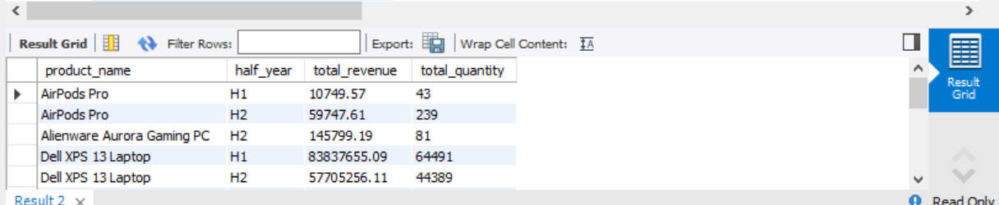 Result Grid Filter Rows: Export: Wrap Cell Content: IA
product_name half_year total_revenue total_quantity
AirPods Pro H1 10749.57 43
AirPods Pro H2 59747.61 239
Alienware Aurora Gaming PC H2 145799.19 81
Dell XPS 13 Laptop H1 83837655.09 64491
Dell XPS 13 Laptop H2 57705256.11 44389
Result
Grid
Result 2 Read Only